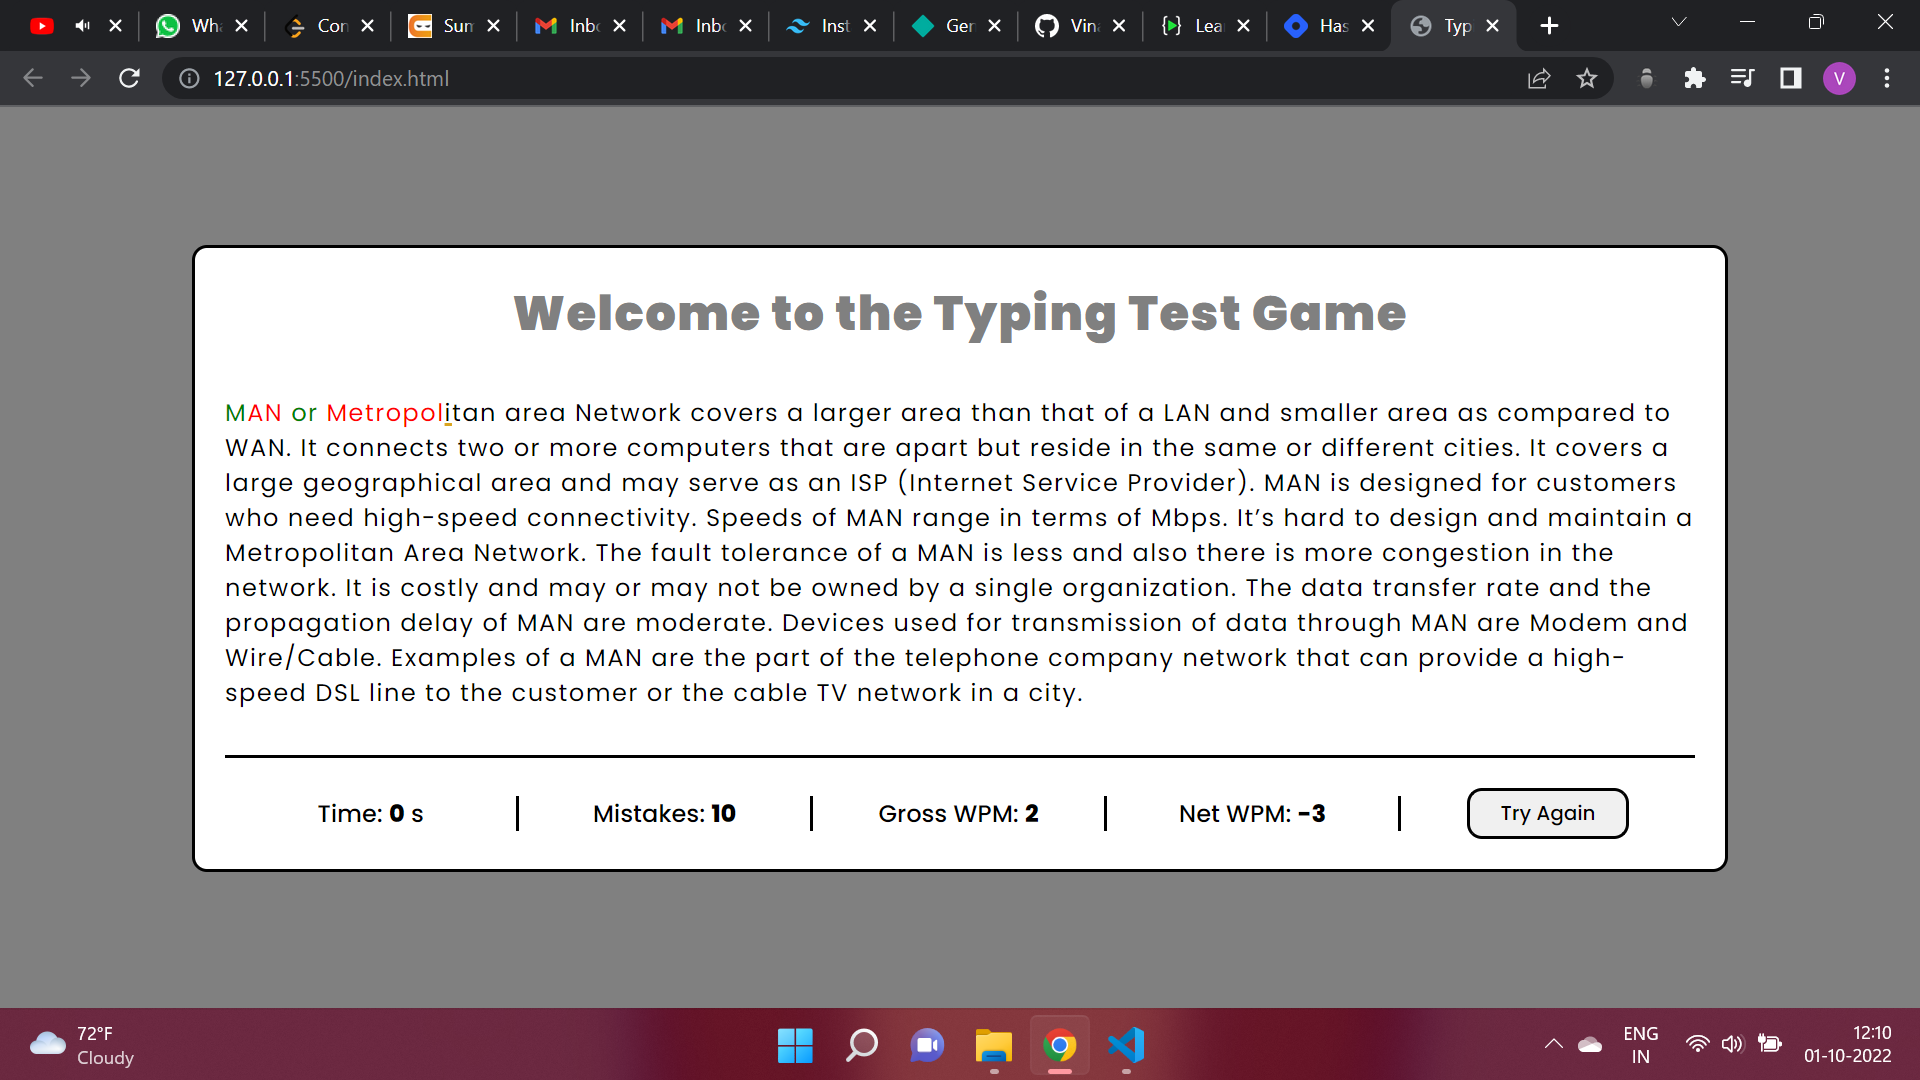 Wha
Con
Sum
Inbo
Inbo
Inst
Gen
Vina
Lea
Has
Typ
127.0.0.1:5500/index.html
V
Welcome to the Typing Test Game
MAN or Metropolitan area Network covers a larger area than that of a LAN and smaller area as compared to
WAN. It connects two or more computers that are apart but reside in the same or different cities. It covers a
large geographical area and may serve as an ISP (Internet Service Provider). MAN is designed for customers
who need high-speed connectivity. Speeds of MAN range in terms of Mbps. It’s hard to design and maintain a
Metropolitan Area Network. The fault tolerance of a MAN is less and also there is more congestion in the
network. It is costly and may or may not be owned by a single organization. The data transfer rate and the
propagation delay of MAN are moderate. Devices used for transmission of data through MAN are Modem and
Wire/Cable. Examples of a MAN are the part of the telephone company network that can provide a high-
speed DSL line to the customer or the cable TV network in a city.
Time: 0 s
Mistakes: 10
Gross WPM: 2
Net WPM: -3
Try Again
72°F
Cloudy
ENG
IN
12:10
01-10-2022